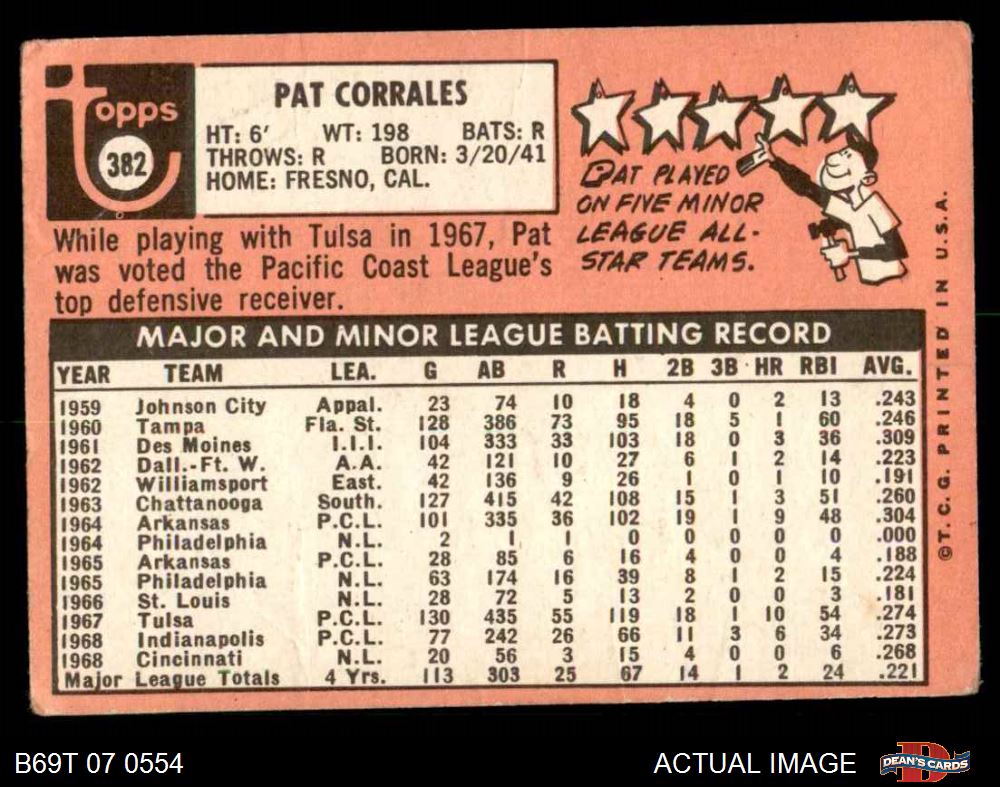 Topps
382
PAT CORRALES
HT: 6' WT: 198 BATS: R
THROWS: R BORN: 3/20/41
HOME: FRESNO, CAL.
While playing with Tulsa in 1967, Pat
was voted the Pacific Coast League's
top defensive receiver.
PAT PLAYED
ON FIVE MINOR
LEAGUE ALL-
STAR TEAMS.
MAJOR AND MINOR LEAGUE BATTING RECORD
YEAR TEAM LEA. G AB R H 2B 3B HR RBI AVG.
1959 Johnson City Appal. 23 74 10 18 4 0 2 13 .243
1960 Tampa Fla. St. 128 386 73 95 18 5 1 60 .246
1961 Des Moines I.I.I. 104 333 33 103 18 0 3 36 .309
1962 Dall.-Ft. W. A.A. 42 121 10 27 6 1 2 14 .223
1962 Williamsport East. 42 136 9 26 1 0 1 10 .191
1963 Chattanooga South. 127 415 42 108 15 1 3 51 .260
1964 Arkansas P.C.L. 101 335 36 102 19 1 9 48 .304
1964 Philadelphia N.L. 2 1 1 0 0 0 0 0 .000
1965 Arkansas P.C.L. 28 85 6 16 4 0 0 4 .188
1965 Philadelphia N.L. 63 174 16 39 8 1 2 15 .224
1966 St. Louis N.L. 28 72 5 13 2 0 0 3 .181
1967 Tulsa P.C.L. 130 435 55 119 18 1 10 54 .274
1968 Indianapolis P.C.L. 77 242 26 66 11 3 6 34 .273
1968 Cincinnati N.L. 20 56 3 15 4 0 0 6 .268
Major League Totals 4 Yrs. 113 303 25 67 14 1 2 24 .221
©T. C. G. PRINTED IN U.S.A.
B69T 07 0554
ACTUAL IMAGE
DEAN'S CARDS